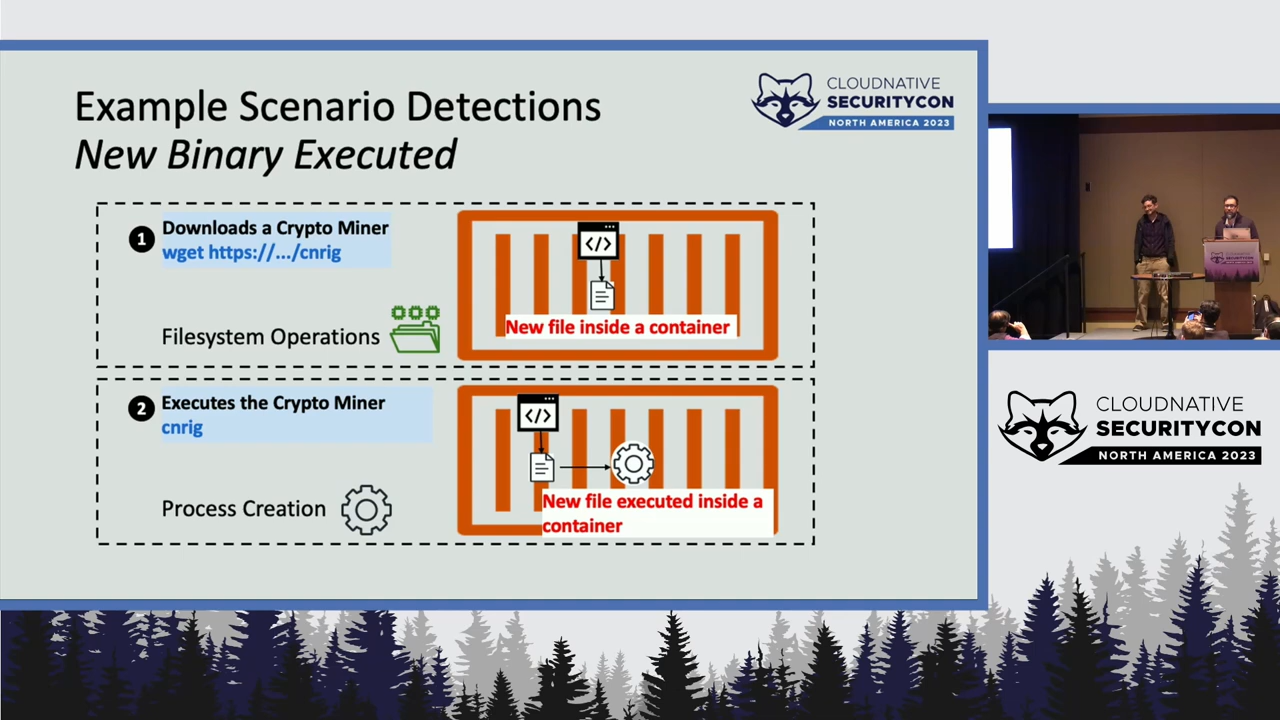 Example Scenario Detections
New Binary Executed
CLOUDNATIVE
SECURITYCON
NORTH AMERICA 2023
1
Downloads a Crypto Miner
wget https://.../cnrig
</>
Filesystem Operations
New file inside a container
2
Executes the Crypto Miner
cnrig
</>
Process Creation
New file executed inside a
container
CLOUDNATIVE
SECURITYCON
NORTH AMERICA 2023